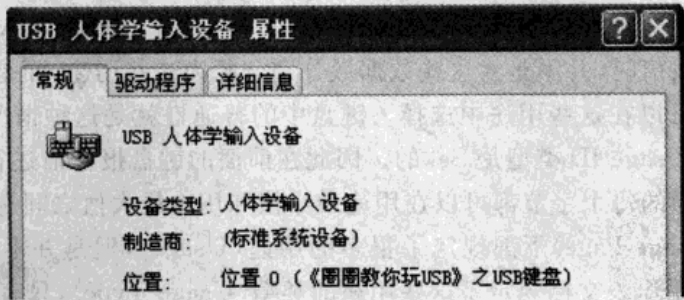 USB 人体学输入设备 属性
常规 驱动程序 详细信息
USB 人体学输入设备
设备类型: 人体学输入设备
制造商: (标准系统设备)
位置: 位置 0 (《圈圈教你玩USB》之USB键盘)